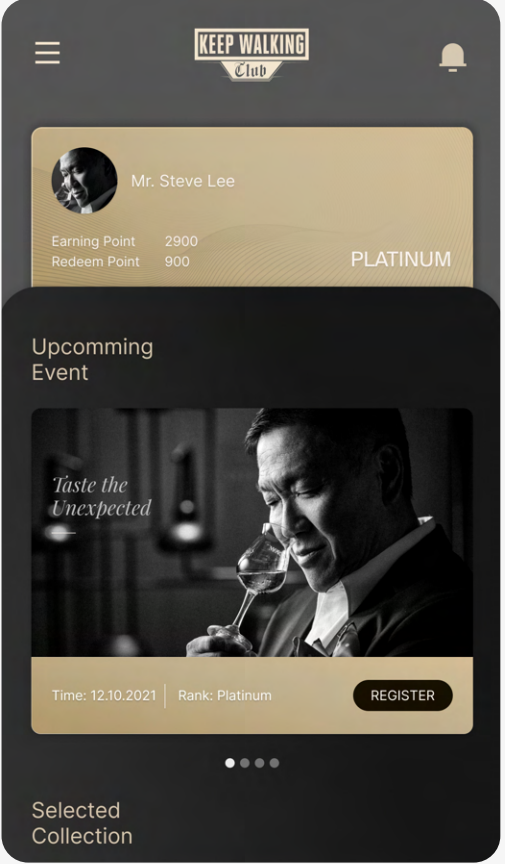 KEEP WALKING
Club
Mr. Steve Lee
Earning Point 2900
Redeem Point 900
PLATINUM
Upcomming
Event
Taste the
Unexpected
Time: 12.10.2021 Rank: Platinum REGISTER
Selected
Collection